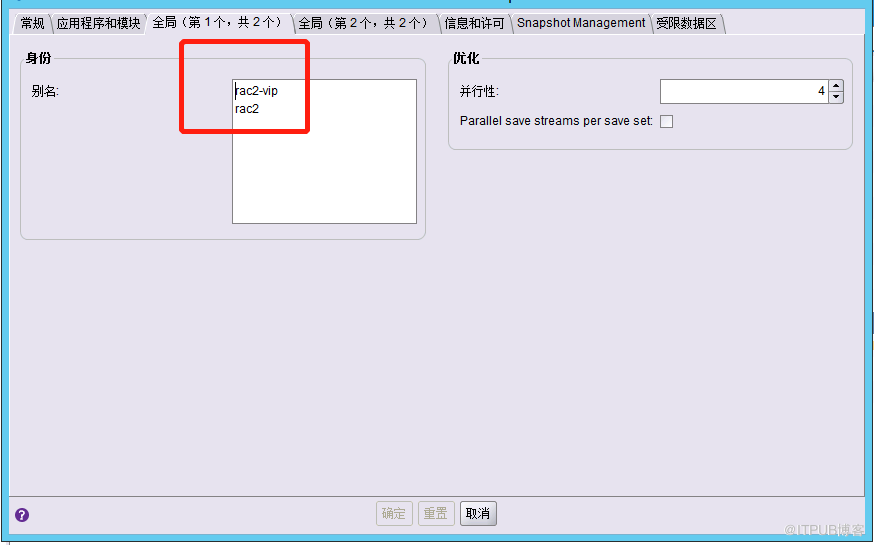 常规 应用程序和模块 全局(第 1 个,共 2 个) 全局(第 2 个,共 2 个) 信息和许可 Snapshot Management 受限数据区
身份
别名:
rac2-vip
rac2
优化
并行性: 4
Parallel save streams per save set:
? 确定 重置 取消
@ITPUB博客